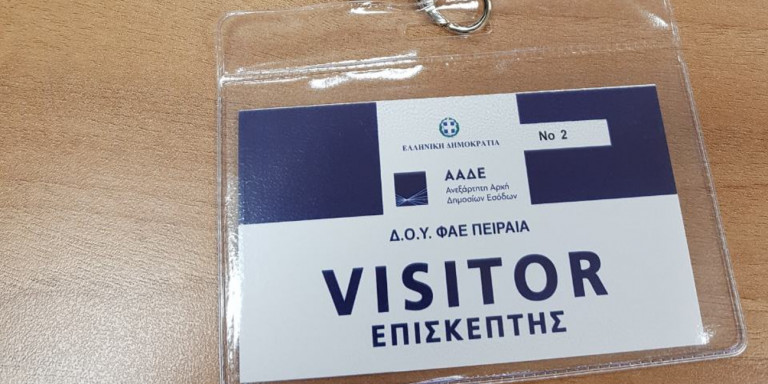 ΕΛΛΗΝΙΚΗ ΔΗΜΟΚΡΑΤΙΑ
No 2
ΑΑΔΕ
Ανεξάρτητη Αρχή
Δημοσίων Εσόδων
Δ.Ο.Υ. ΦΑΕ ΠΕΙΡΑΙΑ
VISITOR
ΕΠΙΣΚΕΠΤΗΣ